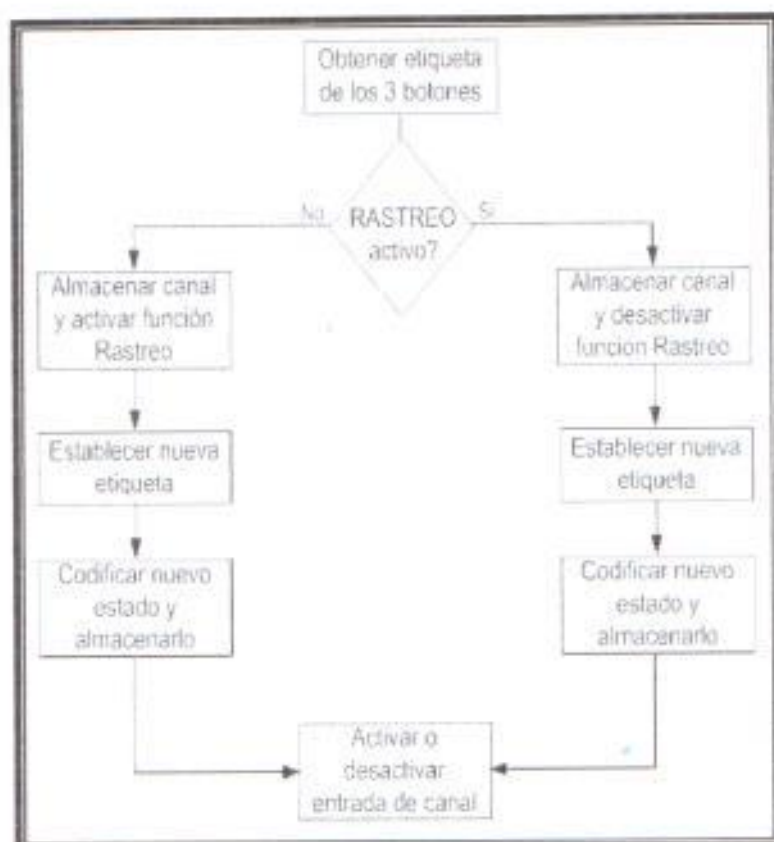 Obtener etiqueta
de los 3 botones
No
RASTREO
activo?
Si
Almacenar canal
y activar función
Rastreo
Almacenar canal
y desactivar
función Rastreo
Establecer nueva
etiqueta
Establecer nueva
etiqueta
Codificar nuevo
estado y
almacenarlo
Codificar nuevo
estado y
almacenarlo
Activar o
desactivar
entrada de canal